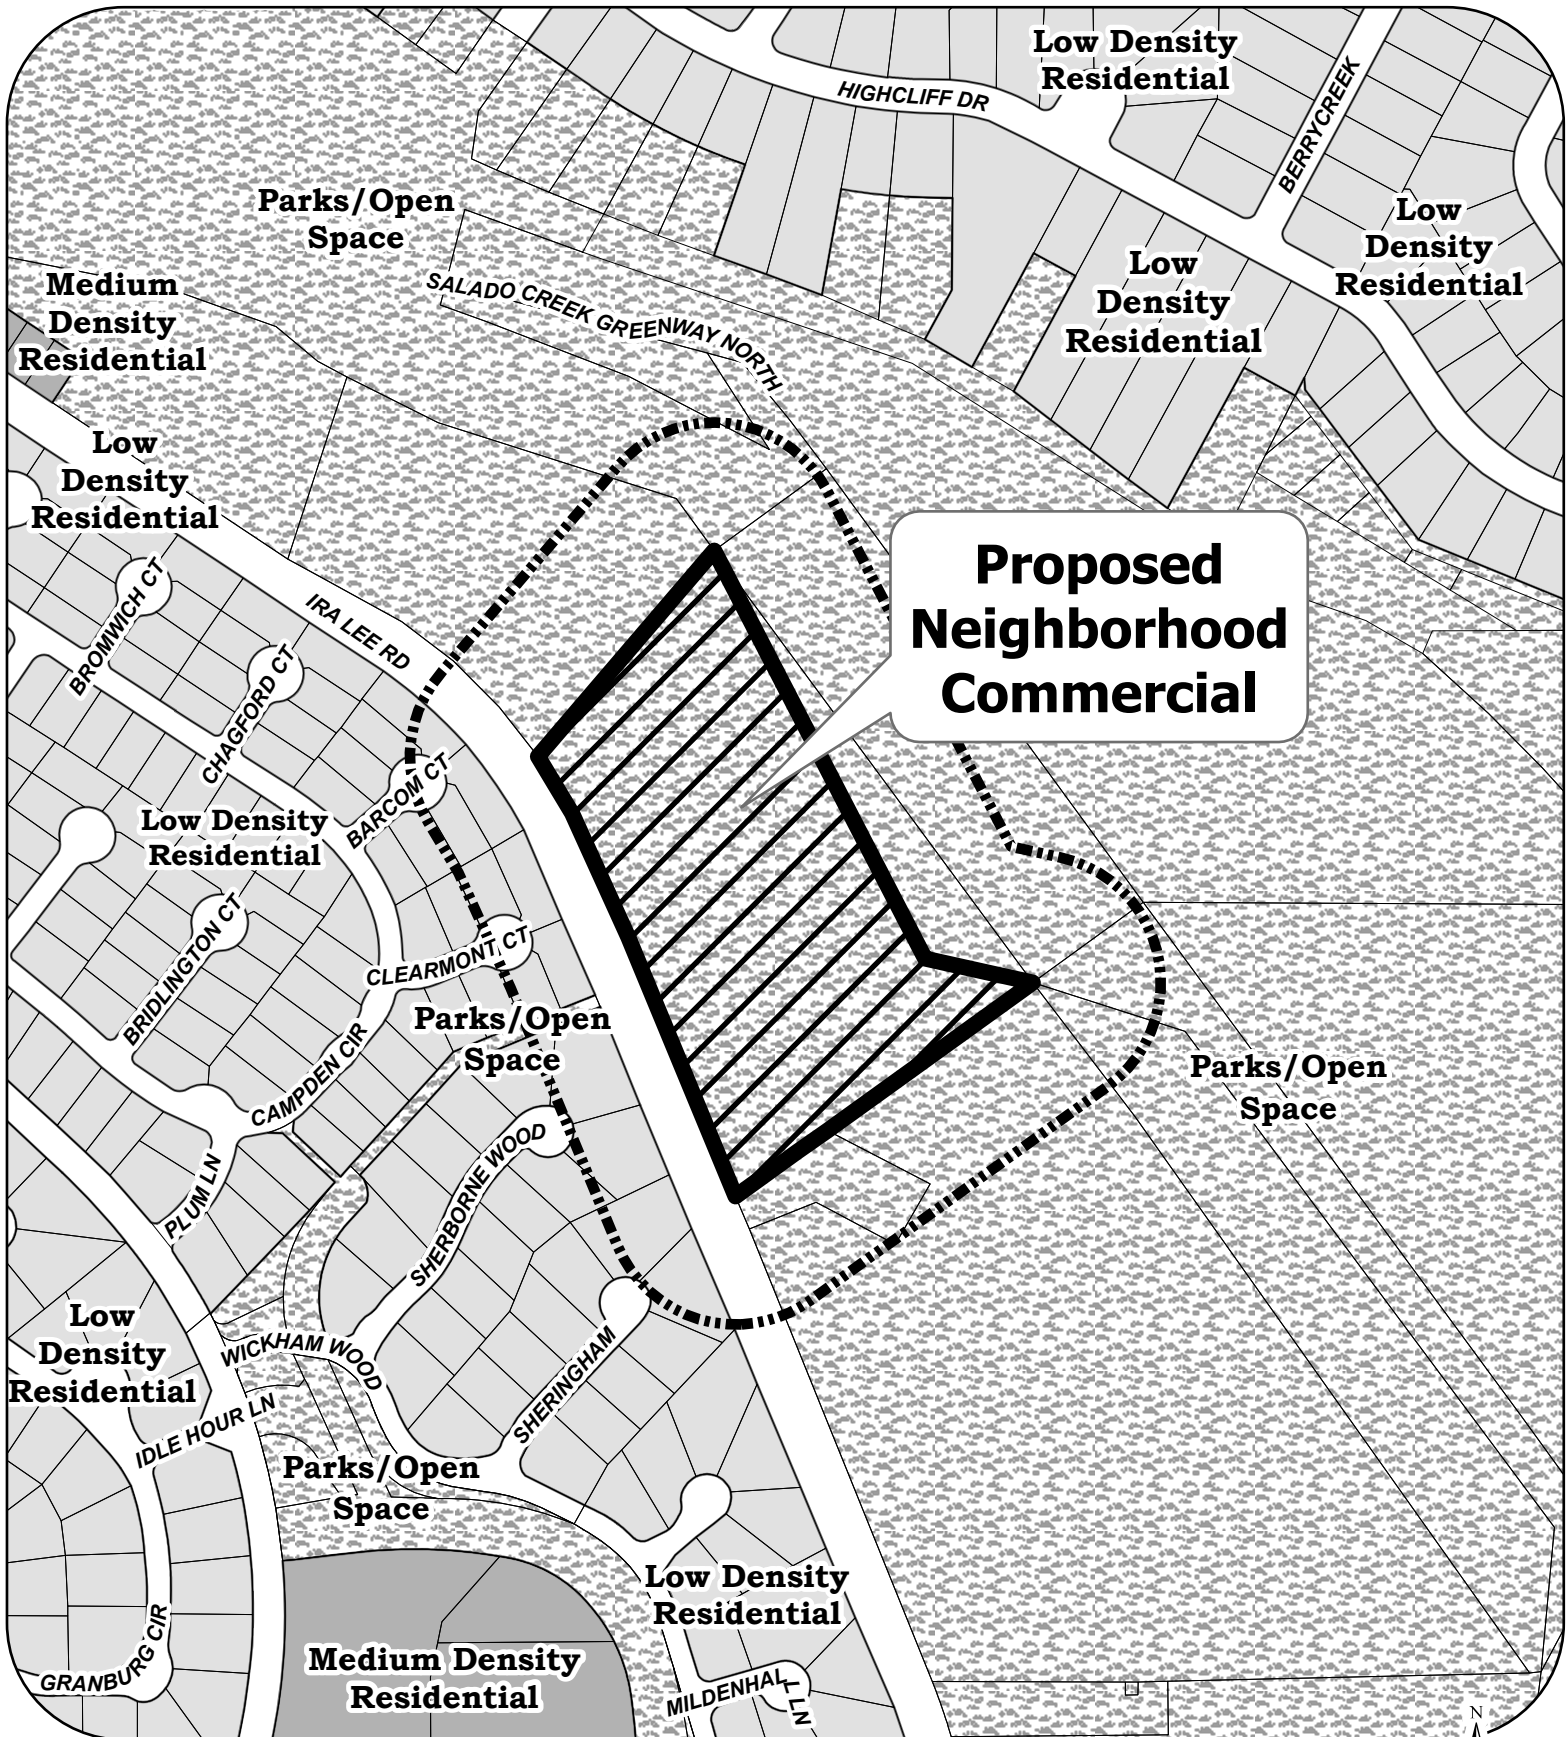 Low Density
Residential
HIGHCLIFF DR
BERRYCREEK
Parks/Open
Space
Low
Density
Residential
Low
Density
Residential
Medium
Density
Residential
SALADO CREEK GREENWAY NORTH
Low
Density
Residential
Proposed
Neighborhood
Commercial
BROMWICH CT
IRA LEE RD
CHAGFORD CT
BARCOM CT
Low Density
Residential
BRIDLINGTON CT
CLEARMONT CT
Parks/Open
Space
CAMPDEN CIR
Parks/Open
Space
PLUM LN
SHERBORNE WOOD
Low
Density
Residential
WICKHAM WOOD
SHERINGHAM
IDLE HOUR LN
Parks/Open
Space
Low Density
Residential
GRANBURG CIR
Medium Density
Residential
MILDENHALL LN
N